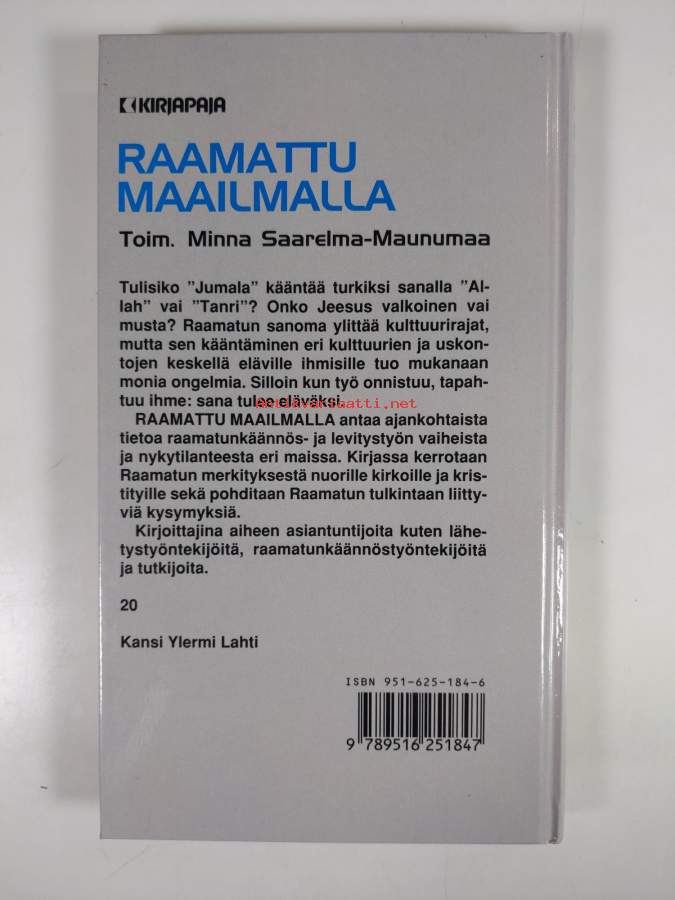 KIRJAPAJA
RAAMATTU
MAAILMALLA
Toim. Minna Saarelma-Maunumaa
Tulisiko "Jumala" kääntää turkiksi sanalla "Al-
lah" vai "Tanri"? Onko Jeesus valkoinen vai
musta? Raamatun sanoma ylittää kulttuurirajat,
mutta sen kääntäminen eri kulttuurien ja uskon-
tojen keskellä eläville ihmisille tuo mukanaan
monia ongelmia. Silloin kun työ onnistuu, tapah-
tuu ihme: sana tulee eläväksi.
Antikvariaatti.net
RAAMATTU MAAILMALLA antaa ajankohtaista
tietoa raamatunkäännös- ja levitystyön vaiheista
ja nykytilanteesta eri maissa. Kirjassa kerrotaan
Raamatun merkityksestä nuorille kirkoille ja kris-
tityille sekä pohditaan Raamatun tulkintaan liitty-
viä kysymyksiä.
Kirjoittajina aiheen asiantuntijoita kuten lähe-
tystyöntekijöitä, raamatunkäännöstyöntekijöitä
ja tutkijoita.
20
Kansi Ylermi Lahti
ISBN 951-625-184-6
9 789516 251847